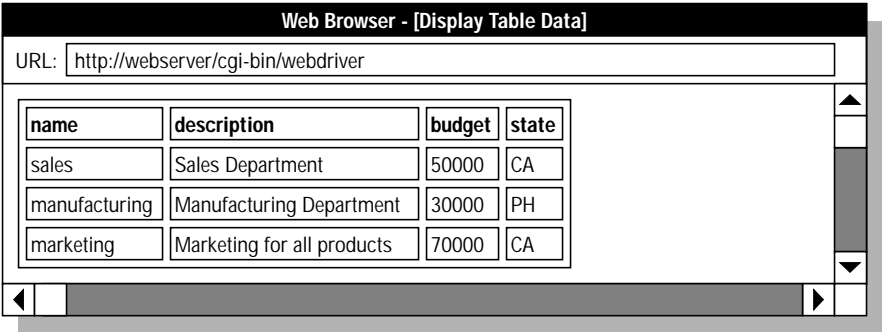 Web Browser - [Display Table Data]
URL: http://webserver/cgi-bin/webdriver
name description budget state
sales Sales Department 50000 CA
manufacturing Manufacturing Department 30000 PH
marketing Marketing for all products 70000 CA